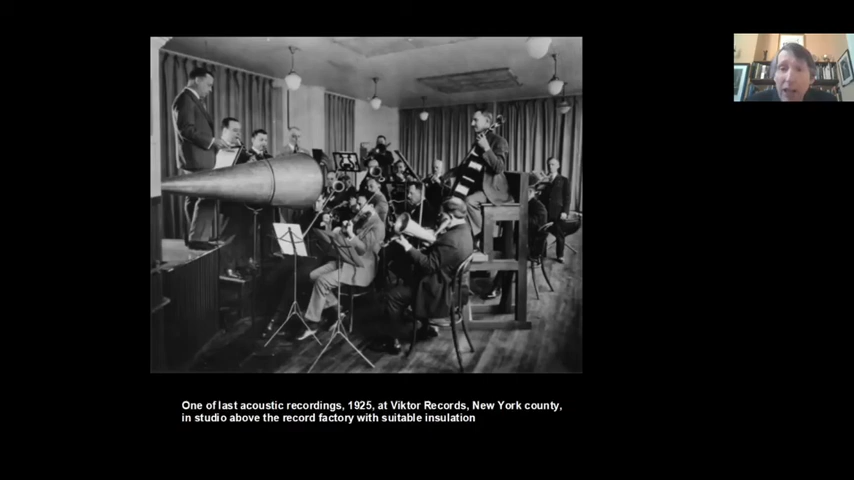 One of last acoustic recordings, 1925, at Viktor Records, New York county,
in studio above the record factory with suitable insulation